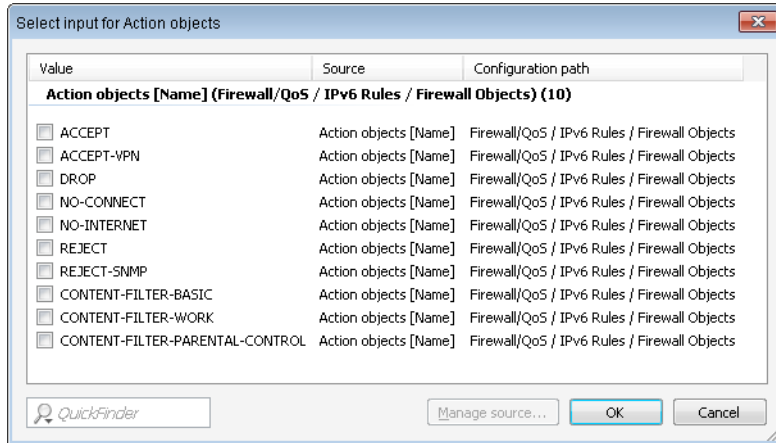 Select input for Action objects
Value Source Configuration path
Action objects [Name] (Firewall/QoS / IPv6 Rules / Firewall Objects) (10)
ACCEPT Action objects [Name] Firewall/QoS / IPv6 Rules / Firewall Objects
ACCEPT-VPN Action objects [Name] Firewall/QoS / IPv6 Rules / Firewall Objects
DROP Action objects [Name] Firewall/QoS / IPv6 Rules / Firewall Objects
NO-CONNECT Action objects [Name] Firewall/QoS / IPv6 Rules / Firewall Objects
NO-INTERNET Action objects [Name] Firewall/QoS / IPv6 Rules / Firewall Objects
REJECT Action objects [Name] Firewall/QoS / IPv6 Rules / Firewall Objects
REJECT-SNMP Action objects [Name] Firewall/QoS / IPv6 Rules / Firewall Objects
CONTENT-FILTER-BASIC Action objects [Name] Firewall/QoS / IPv6 Rules / Firewall Objects
CONTENT-FILTER-WORK Action objects [Name] Firewall/QoS / IPv6 Rules / Firewall Objects
CONTENT-FILTER-PARENTAL-CONTROL Action objects [Name] Firewall/QoS / IPv6 Rules / Firewall Objects
QuickFinder Manage source... OK Cancel